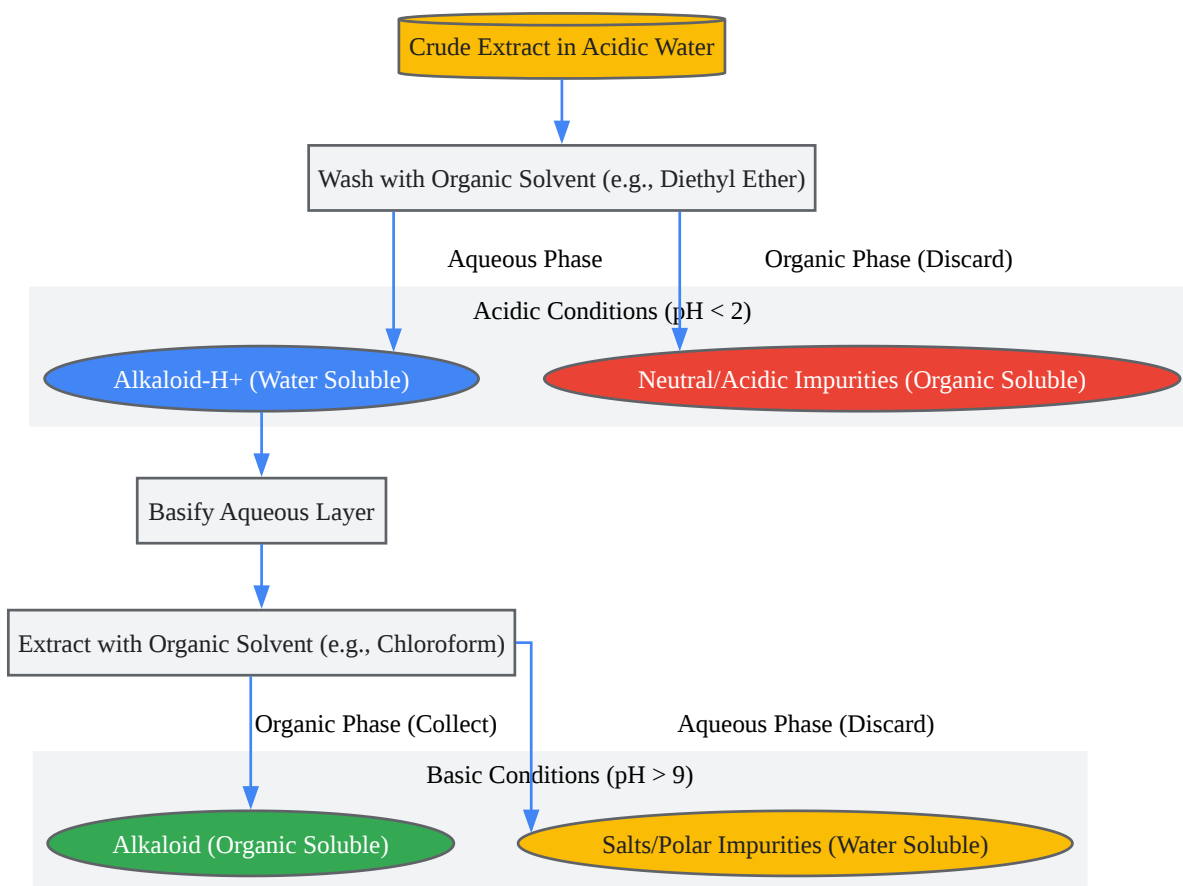 Crude Extract in Acidic Water
Wash with Organic Solvent (e.g., Diethyl Ether)
Aqueous Phase
Organic Phase (Discard)
Acidic Conditions (pH < 2)
Alkaloid-H+ (Water Soluble)
Neutral/Acidic Impurities (Organic Soluble)
Basify Aqueous Layer
Extract with Organic Solvent (e.g., Chloroform)
Organic Phase (Collect)
Aqueous Phase (Discard)
Basic Conditions (pH > 9)
Alkaloid (Organic Soluble)
Salts/Polar Impurities (Water Soluble)